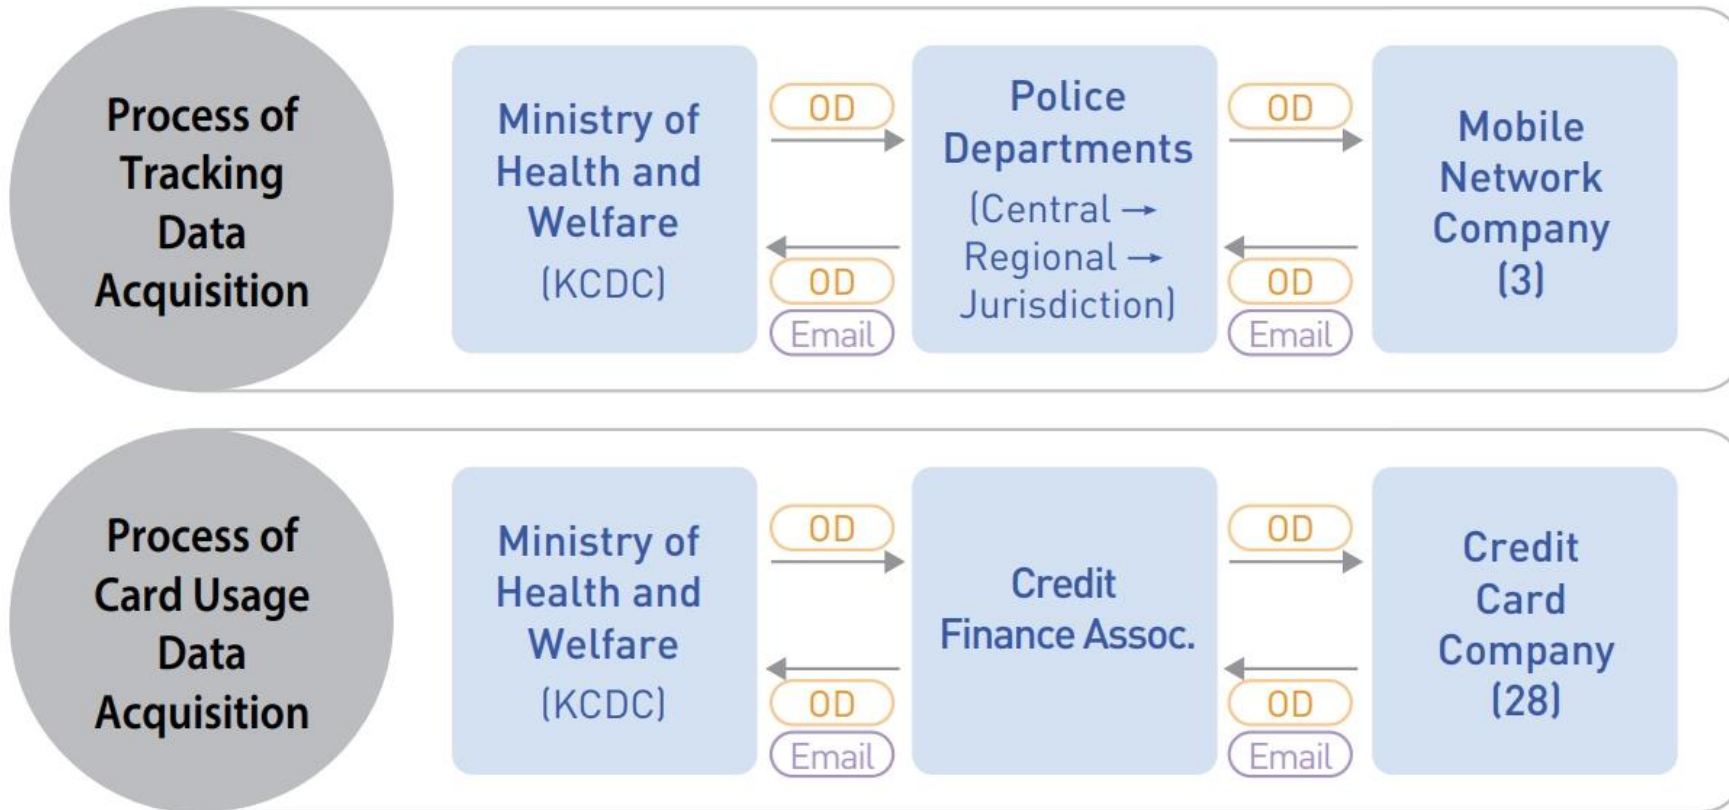 Process of
Tracking
Data
Acquisition
Ministry of
Health and
Welfare
(KCDC)
OD
OD
Email
Police
Departments
(Central →
Regional →
Jurisdiction)
OD
OD
Email
Mobile
Network
Company
(3)
Process of
Card Usage
Data
Acquisition
Ministry of
Health and
Welfare
(KCDC)
OD
OD
Email
Credit
Finance Assoc.
OD
OD
Email
Credit
Card
Company
(28)